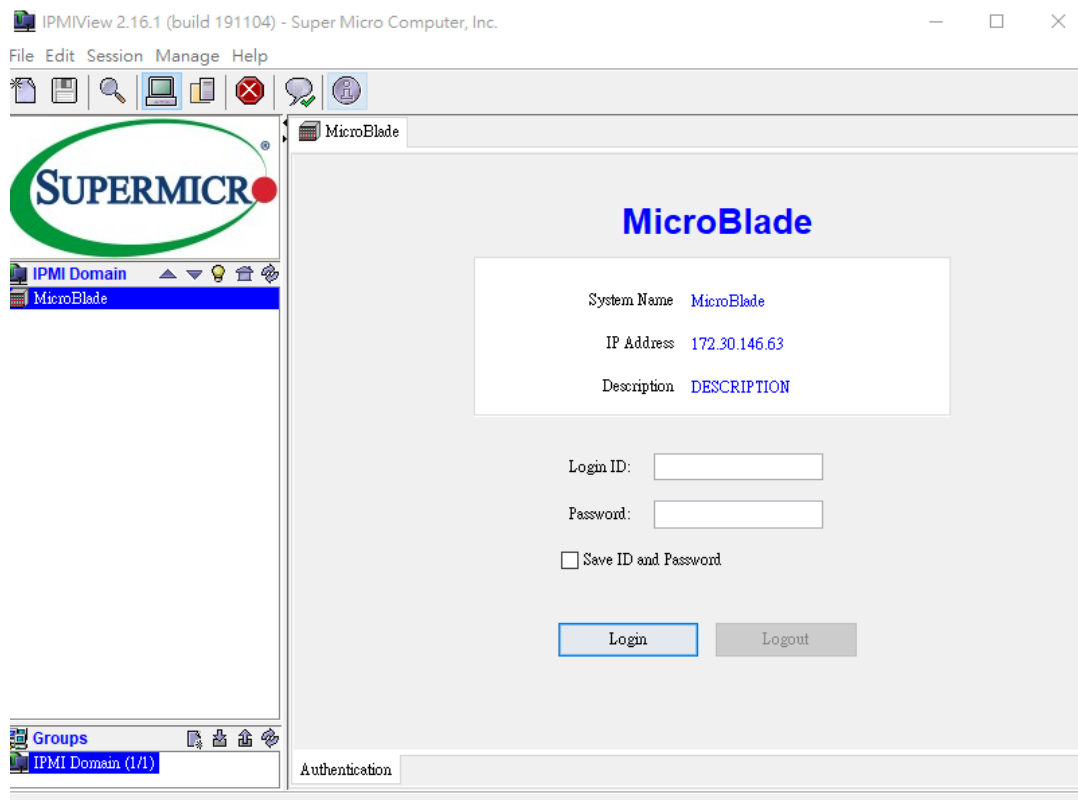 IPMIView 2.16.1 (build 191104) - Super Micro Computer, Inc.
File Edit Session Manage Help
SUPERMICR
®
MicroBlade
MicroBlade
IPMI Domain
MicroBlade
System Name MicroBlade
IP Address 172.30.146.63
Description DESCRIPTION
Login ID:
Password:
Save ID and Password
Login Logout
Groups
IPMI Domain (1/1)
Authentication